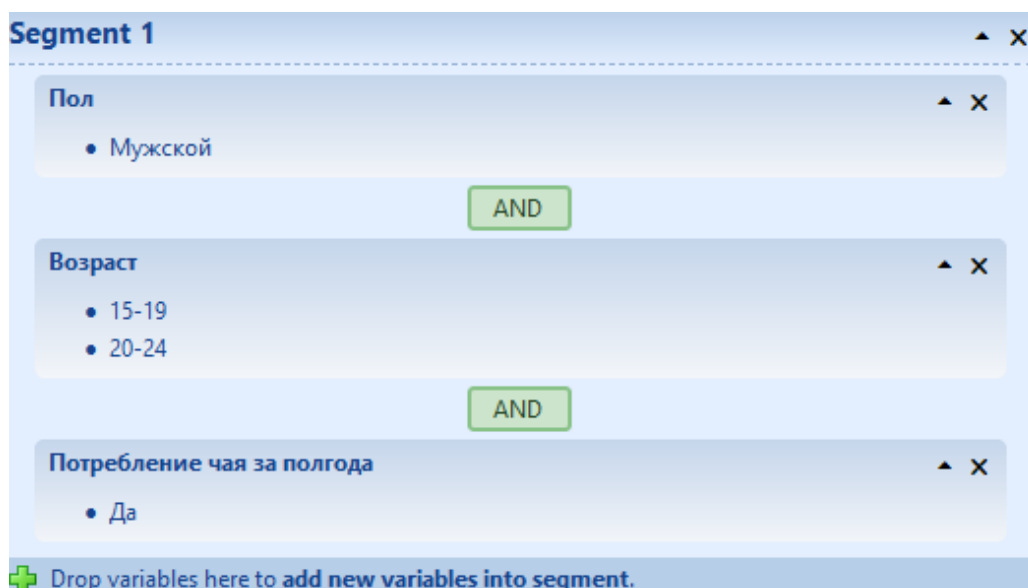 Segment 1
Пол
• Мужской
AND
Возраст
• 15-19
• 20-24
AND
Потребление чая за полгода
• Да
Drop variables here to add new variables into segment.